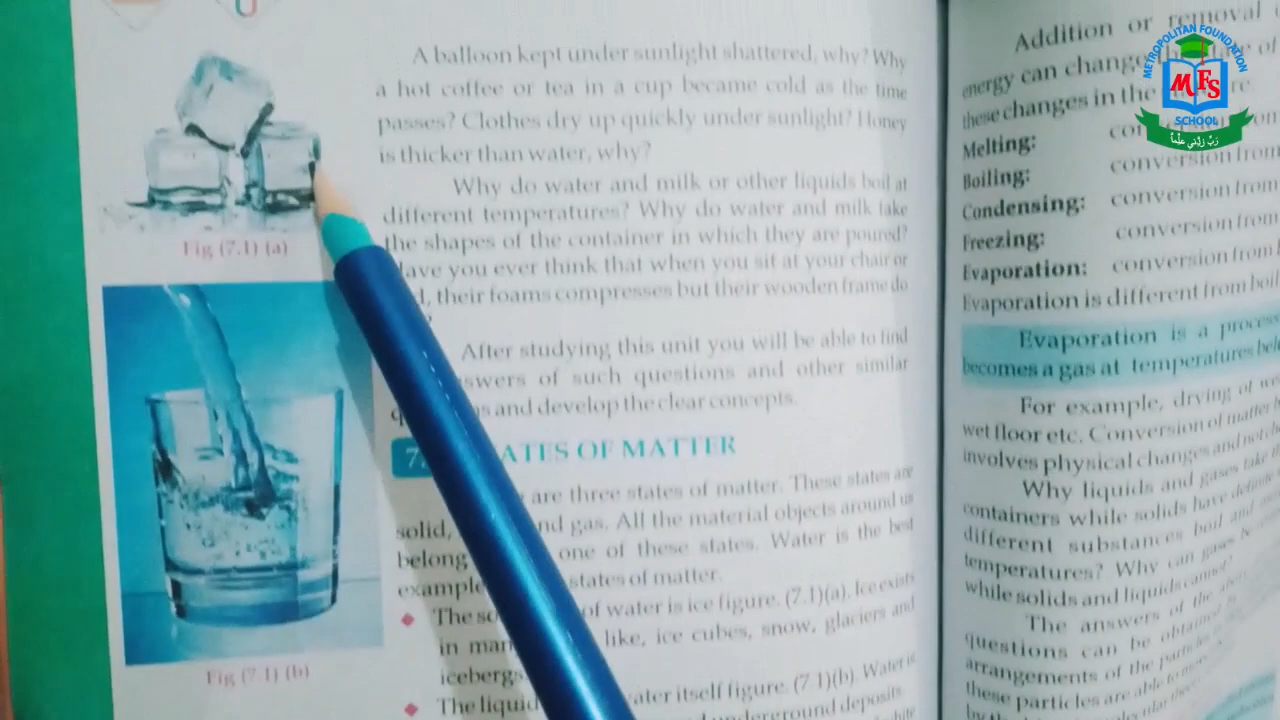 A balloon kept under sunlight shattered, why? Why
a hot coffee or tea in a cup became cold as the time
passes? Clothes dry up quickly under sunlight? Honey
is thicker than water, why?
Why do water and milk or other liquids boil at
different temperatures? Why do water and milk take
the shapes of the container in which they are poured?
ave you ever think that when you sit at your chair or
, their foams compresses but their wooden frame do
?
After studying this unit you will be able to find
swers of such questions and other similar
q s and develop the clear concepts.
7. ATES OF MATTER
are three states of matter. These states are
solid, nd gas. All the material objects around us
belong one of these states. Water is the best
example states of matter.
The so of water is ice figure. (7.1)(a). Ice exists
in man like, ice cubes, snow, glaciers and
icebergs
The liquid ater itself figure. (7.1)(b). Water is
underground deposits.
Fig (7.1) (a)
Fig (7.1) (b)
Addition or removal
energy can change of
these changes in the
Melting:
Boiling: conversion from
Condensing: conversion from
Freezing: conversion from
Evaporation: conversion from
Evaporation is different from boil
Evaporation is a process
becomes a gas at temperatures bel
For example, drying of we
wet floor etc. Conversion of matter
involves physical changes and not
Why liquids and gases take
containers while solids have definite
different substances boil and
temperatures? Why can gases be
while solids and liquids cannot?
The answers of the
questions can be obtained
arrangements of the particles
these particles are able to
METROPOLITAN FOUNDATION
MFS
SCHOOL
رَبِّ زِدْنِي عِلْماً